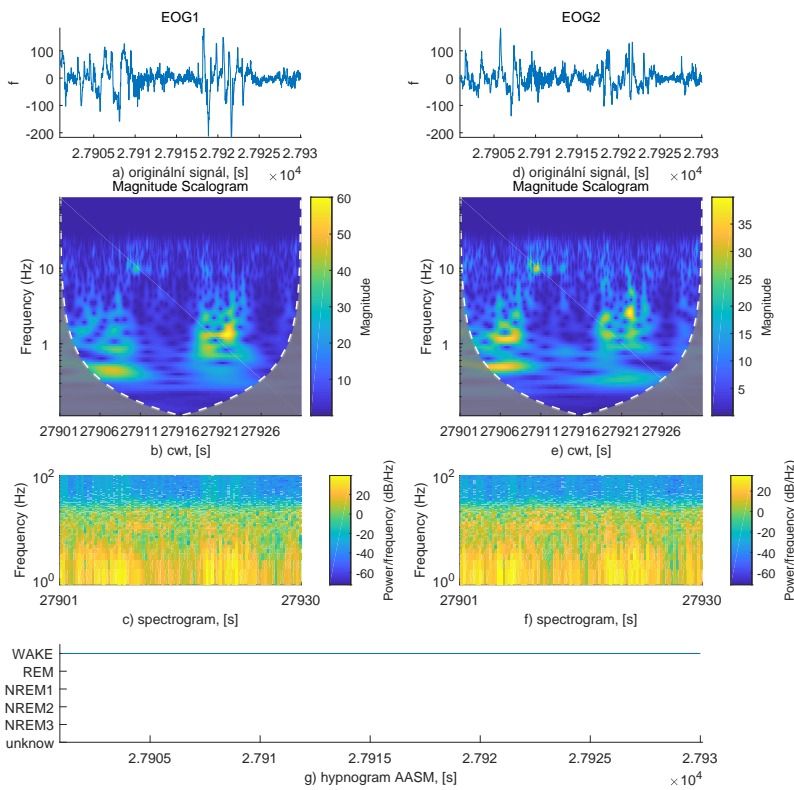 EOG1
f
100
0
-100
-200
2.7905 2.791 2.7915 2.792 2.7925 2.793
a) originální signál, [s]
× 10^4
EOG2
f
100
0
-100
-200
2.7905 2.791 2.7915 2.792 2.7925 2.793
d) originální signál, [s]
× 10^4
Magnitude Scalogram
Frequency (Hz)
10
1
27901 27906 27911 27916 27921 27926
b) cwt, [s]
60
50
40
30
20
10
Magnitude
Magnitude Scalogram
Frequency (Hz)
10
1
27901 27906 27911 27916 27921 27926
e) cwt, [s]
35
30
25
20
15
10
5
Magnitude
Frequency (Hz)
10^2
10^0
27901 27930
c) spectrogram, [s]
20
0
-20
-40
-60
Power/frequency (dB/Hz)
Frequency (Hz)
10^2
10^0
27901 27930
f) spectrogram, [s]
20
0
-20
-40
-60
Power/frequency (dB/Hz)
WAKE
REM
NREM1
NREM2
NREM3
unknow
2.7905 2.791 2.7915 2.792 2.7925 2.793
g) hypnogram AASM, [s]
× 10^4